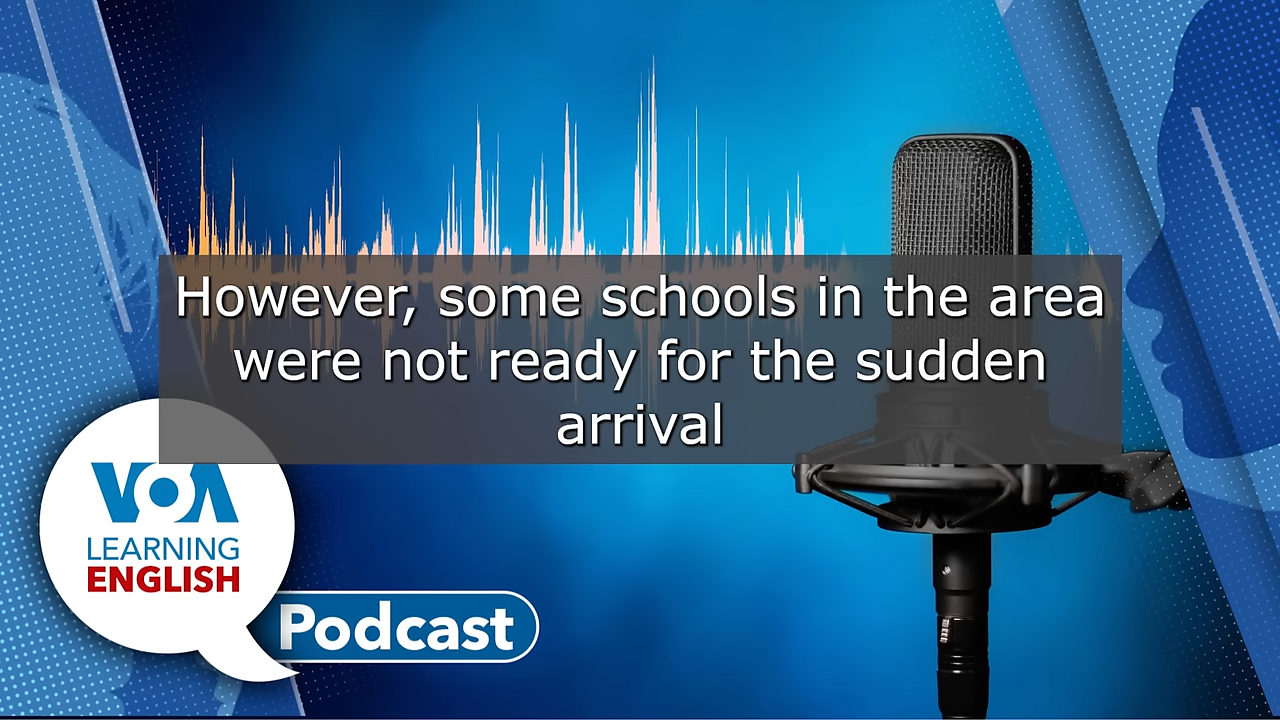 However, some schools in the area
were not ready for the sudden
arrival
VOA
LEARNING
ENGLISH
Podcast